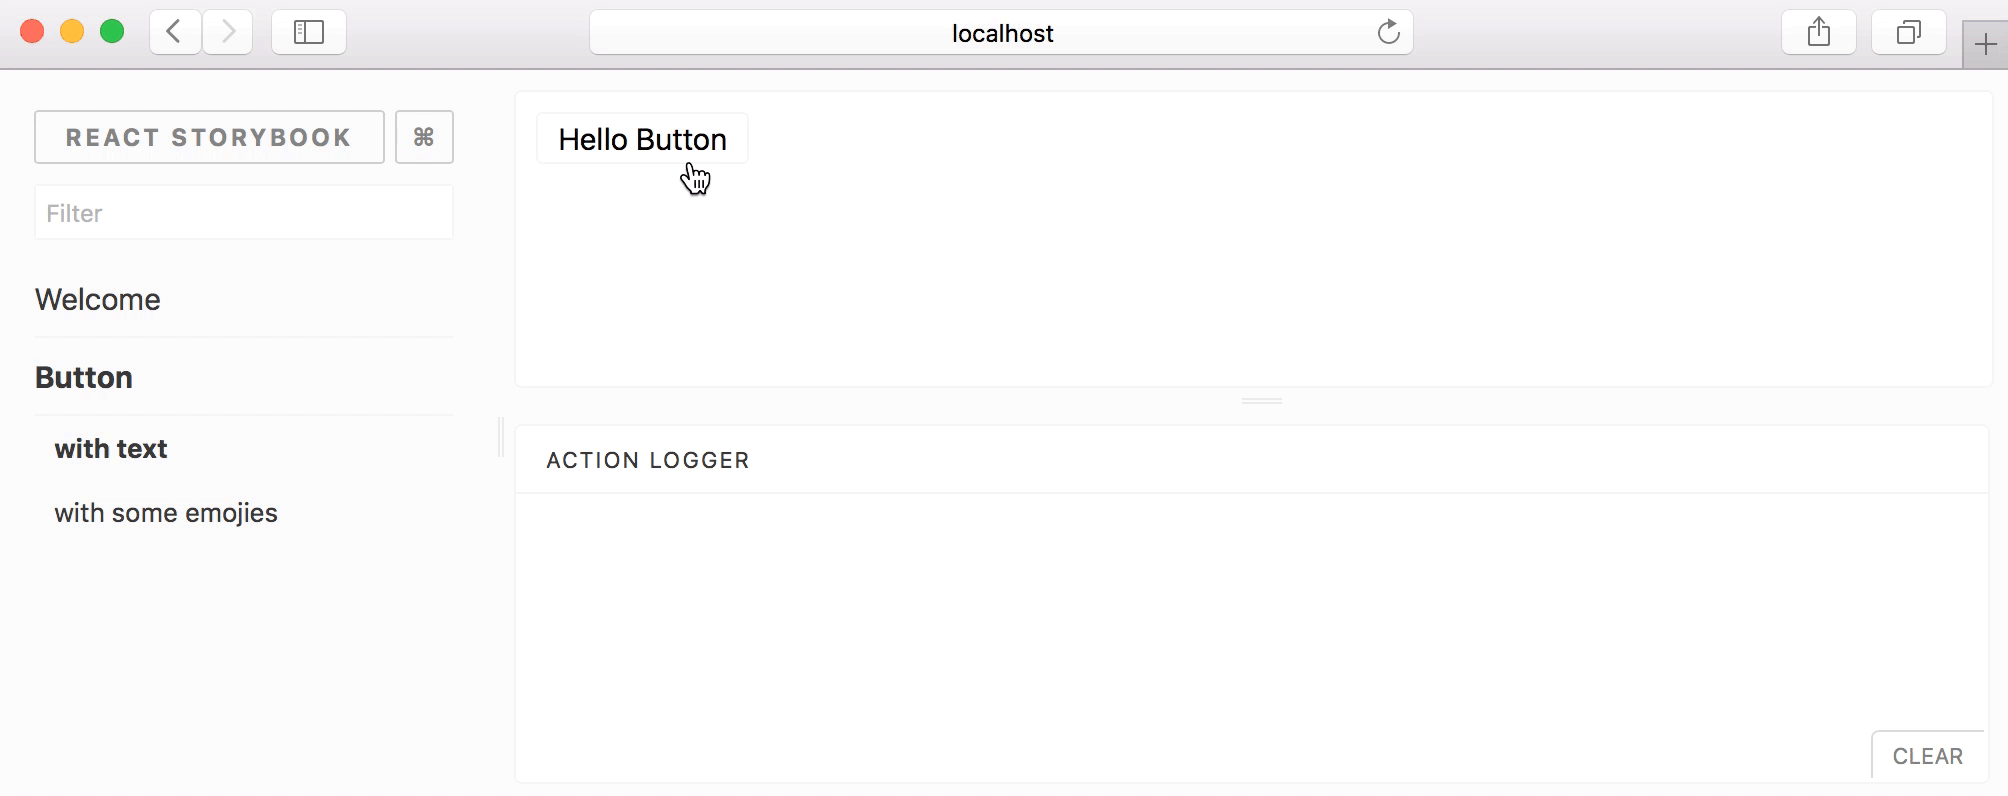 localhost
REACT STORYBOOK
⌘
Filter
Welcome
Button
with text
with some emojies
Hello Button
ACTION LOGGER
CLEAR